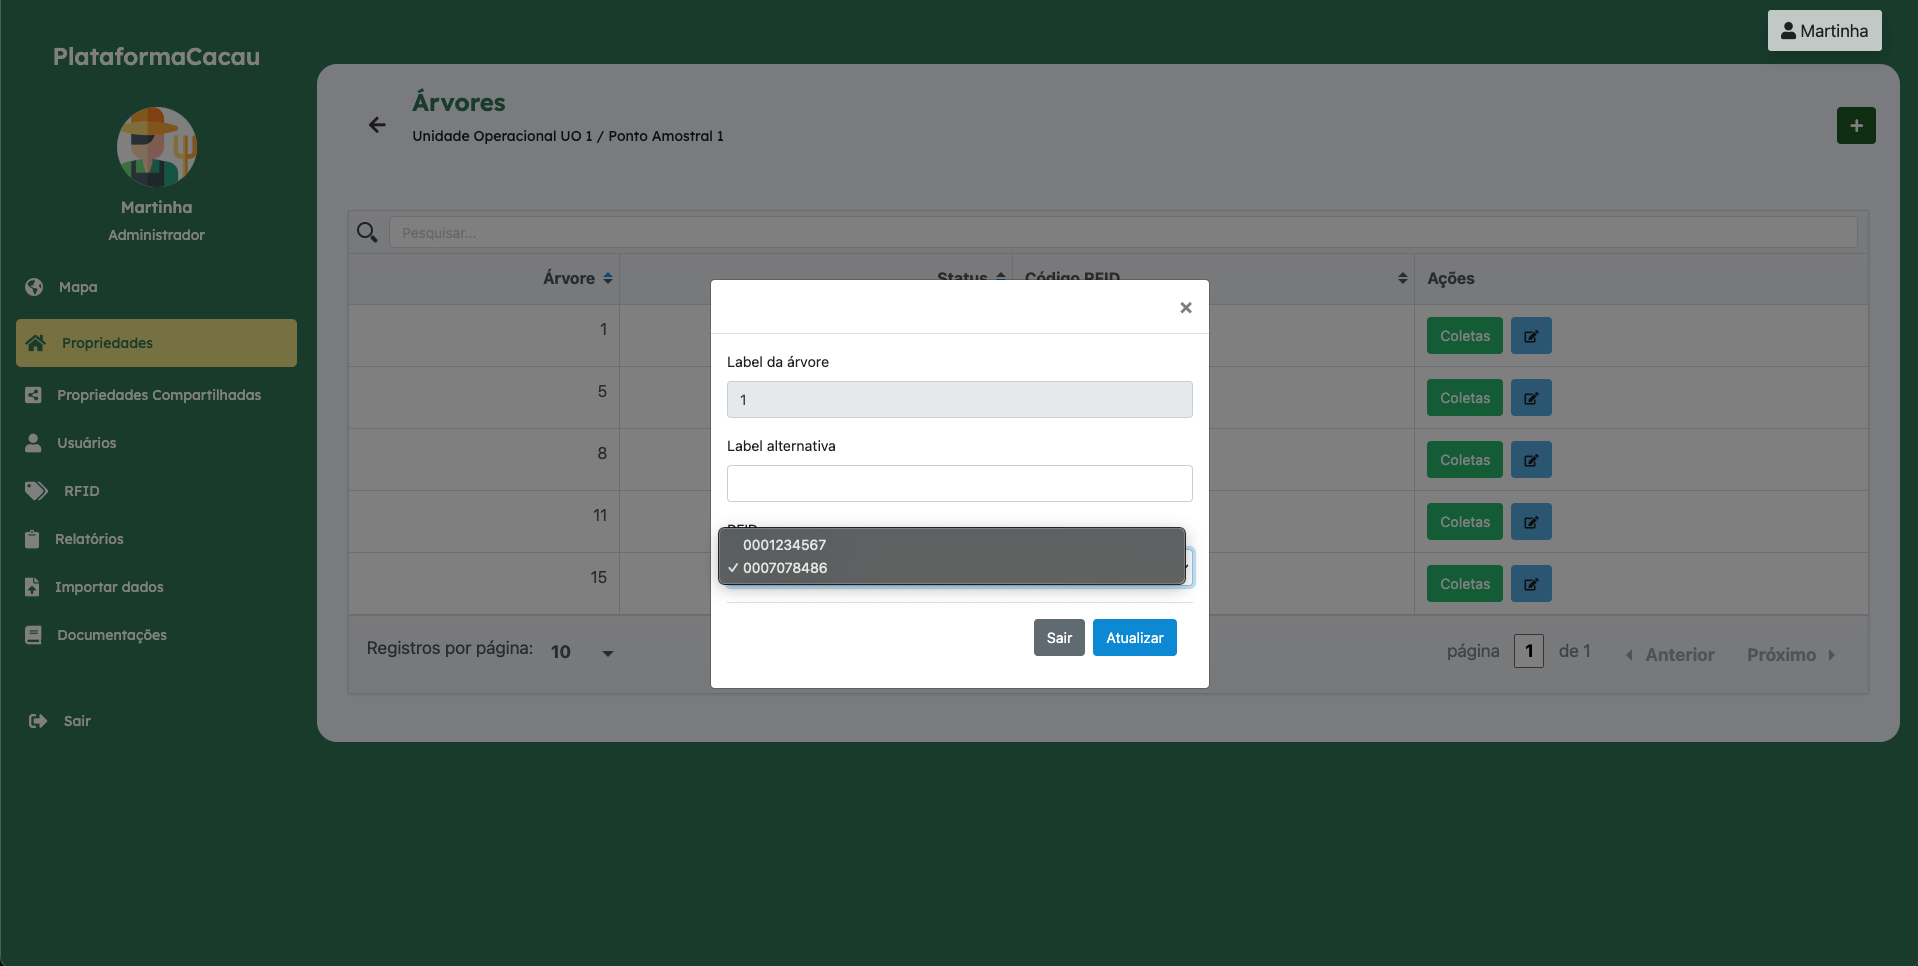 PlataformaCacau
Martinha
Administrador
Mapa
Propriedades
Propriedades Compartilhadas
Usuários
RFID
Relatórios
Importar dados
Documentações
Sair
Martinha
Árvores
Unidade Operacional UO 1 / Ponto Amostral 1
+
Pesquisar...
Árvore Status Código RFID Ações
1 Coletas
5 Coletas
8 Coletas
11 Coletas
15 Coletas
Registros por página: 10
página 1 de 1 Anterior Próximo
×
Label da árvore
1
Label alternativa
RFID
0001234567
✓ 0007078486
Sair Atualizar